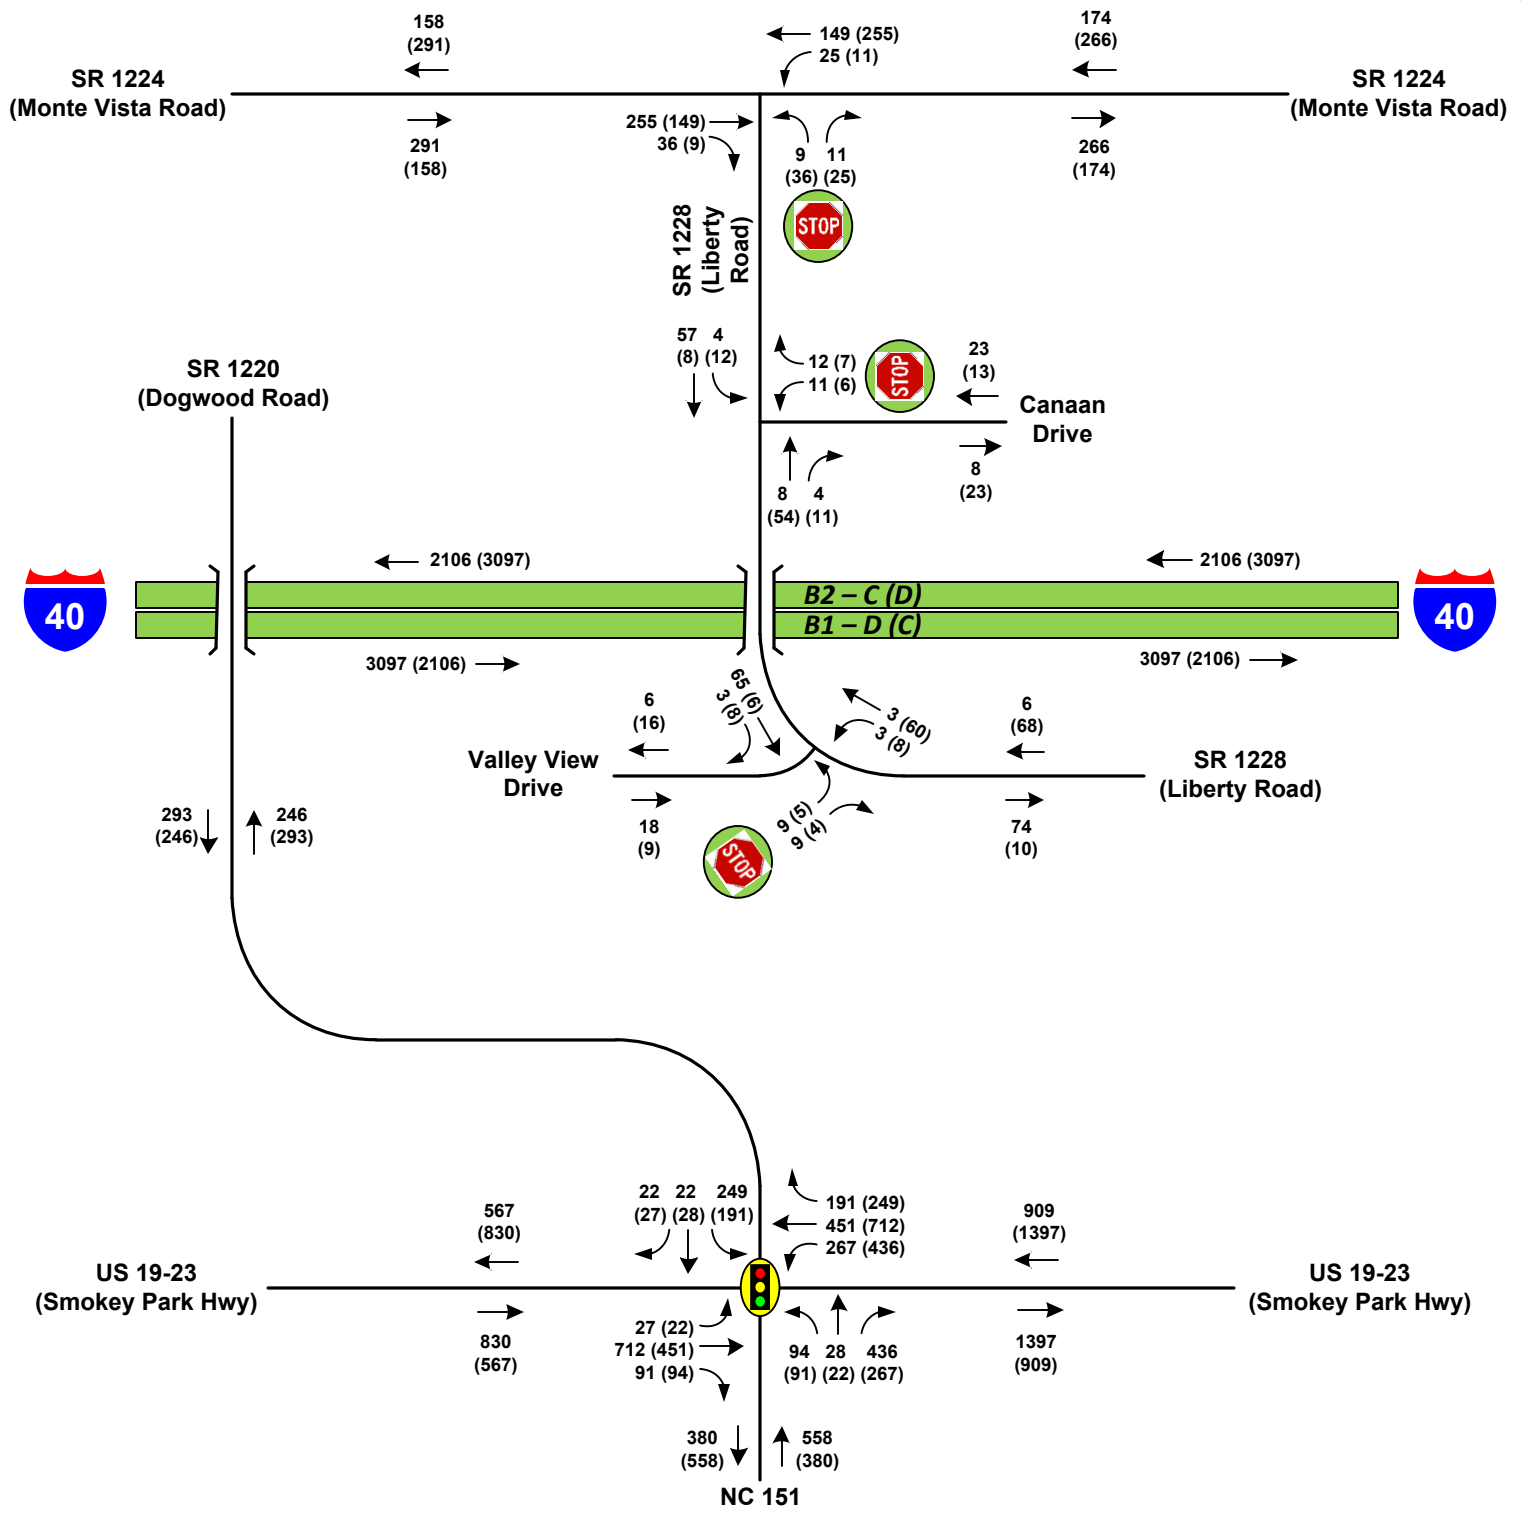 158
(291)
149 (255)
25 (11)
174
(266)
SR 1224
(Monte Vista Road)
SR 1224
(Monte Vista Road)
291
(158)
255 (149)
36 (9)
9 11
(36) (25)
266
(174)
STOP
SR 1228
(Liberty
Road)
57 4
(8) (12)
12 (7)
11 (6)
STOP
23
(13)
Canaan
Drive
SR 1220
(Dogwood Road)
8 4
(54) (11)
8
(23)
2106 (3097)
2106 (3097)
40
B2 – C (D)
B1 – D (C)
40
3097 (2106)
3097 (2106)
65 (6)
3 (8)
3 (60)
3 (8)
6
(16)
6
(68)
Valley View
Drive
SR 1228
(Liberty Road)
18
(9)
STOP
9 (5)
9 (4)
74
(10)
293
(246)
246
(293)
22 22 249
(27) (28) (191)
191 (249)
451 (712)
267 (436)
567
(830)
909
(1397)
US 19-23
(Smokey Park Hwy)
US 19-23
(Smokey Park Hwy)
830
(567)
27 (22)
712 (451)
91 (94)
94 28 436
(91) (22) (267)
1397
(909)
380
(558)
558
(380)
NC 151